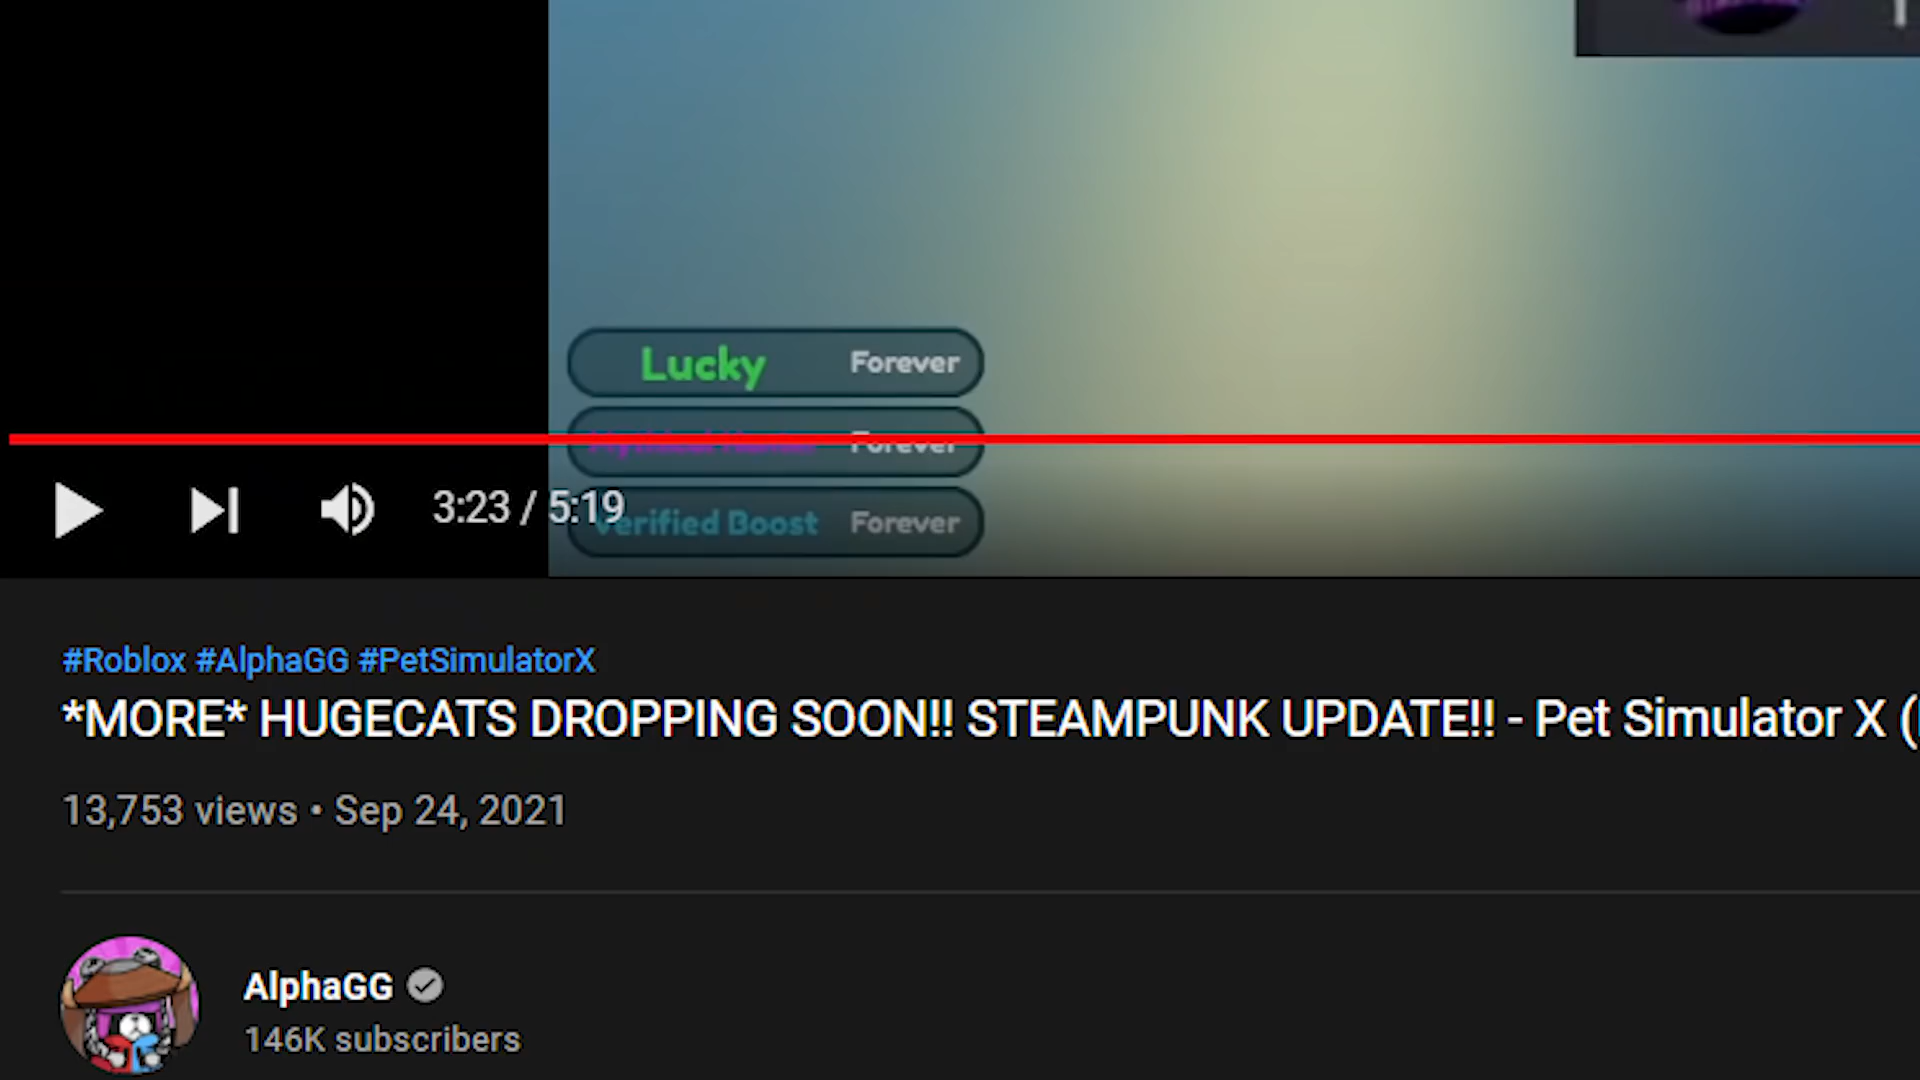 Lucky Forever
Forever
Verified Boost Forever
3:23 / 5:19
#Roblox #AlphaGG #PetSimulatorX
*MORE* HUGECATS DROPPING SOON!! STEAMPUNK UPDATE!! - Pet Simulator X (
13,753 views • Sep 24, 2021
AlphaGG
146K subscribers